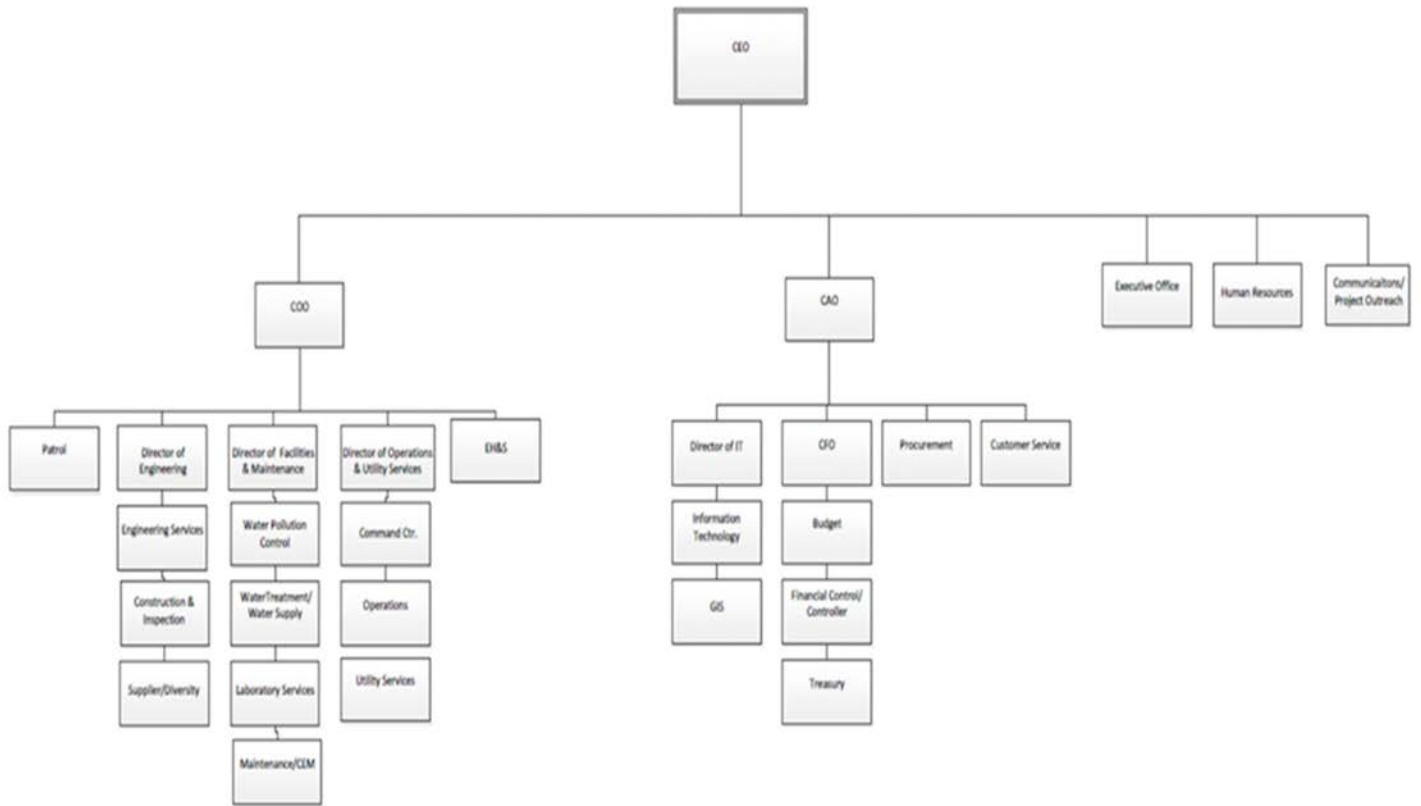 CEO
COO
CAO
Executive Office
Human Resources
Communicaitons/
Project Outreach
Patrol
Director of
Engineering
Director of Facilities
& Maintenance
Director of Operations
& Utility Services
EH&S
Director of IT
CFO
Procurement
Customer Service
Engineering Services
Water Pollution
Control
Command Ctr.
Information
Technology
Budget
Construction &
Inspection
WaterTreatment/
Water Supply
Operations
GIS
Financial Control/
Controller
Supplier/Diversity
Laboratory Services
Utility Services
Treasury
Maintenance/CEM